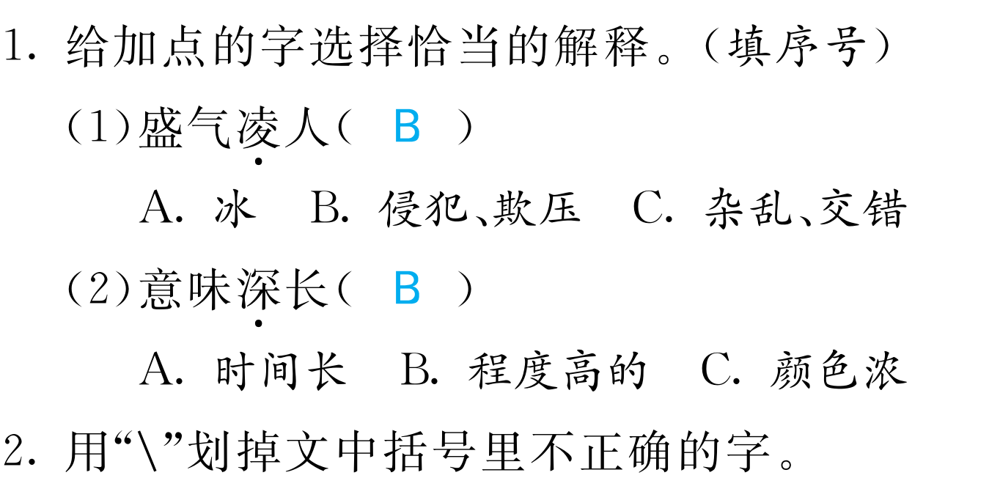 1. 给加点的字选择恰当的解释。(填序号)
(1)盛气凌人( B )
A. 冰 B. 侵犯、欺压 C. 杂乱、交错
(2)意味深长( B )
A. 时间长 B. 程度高的 C. 颜色浓
2. 用“\”划掉文中括号里不正确的字。